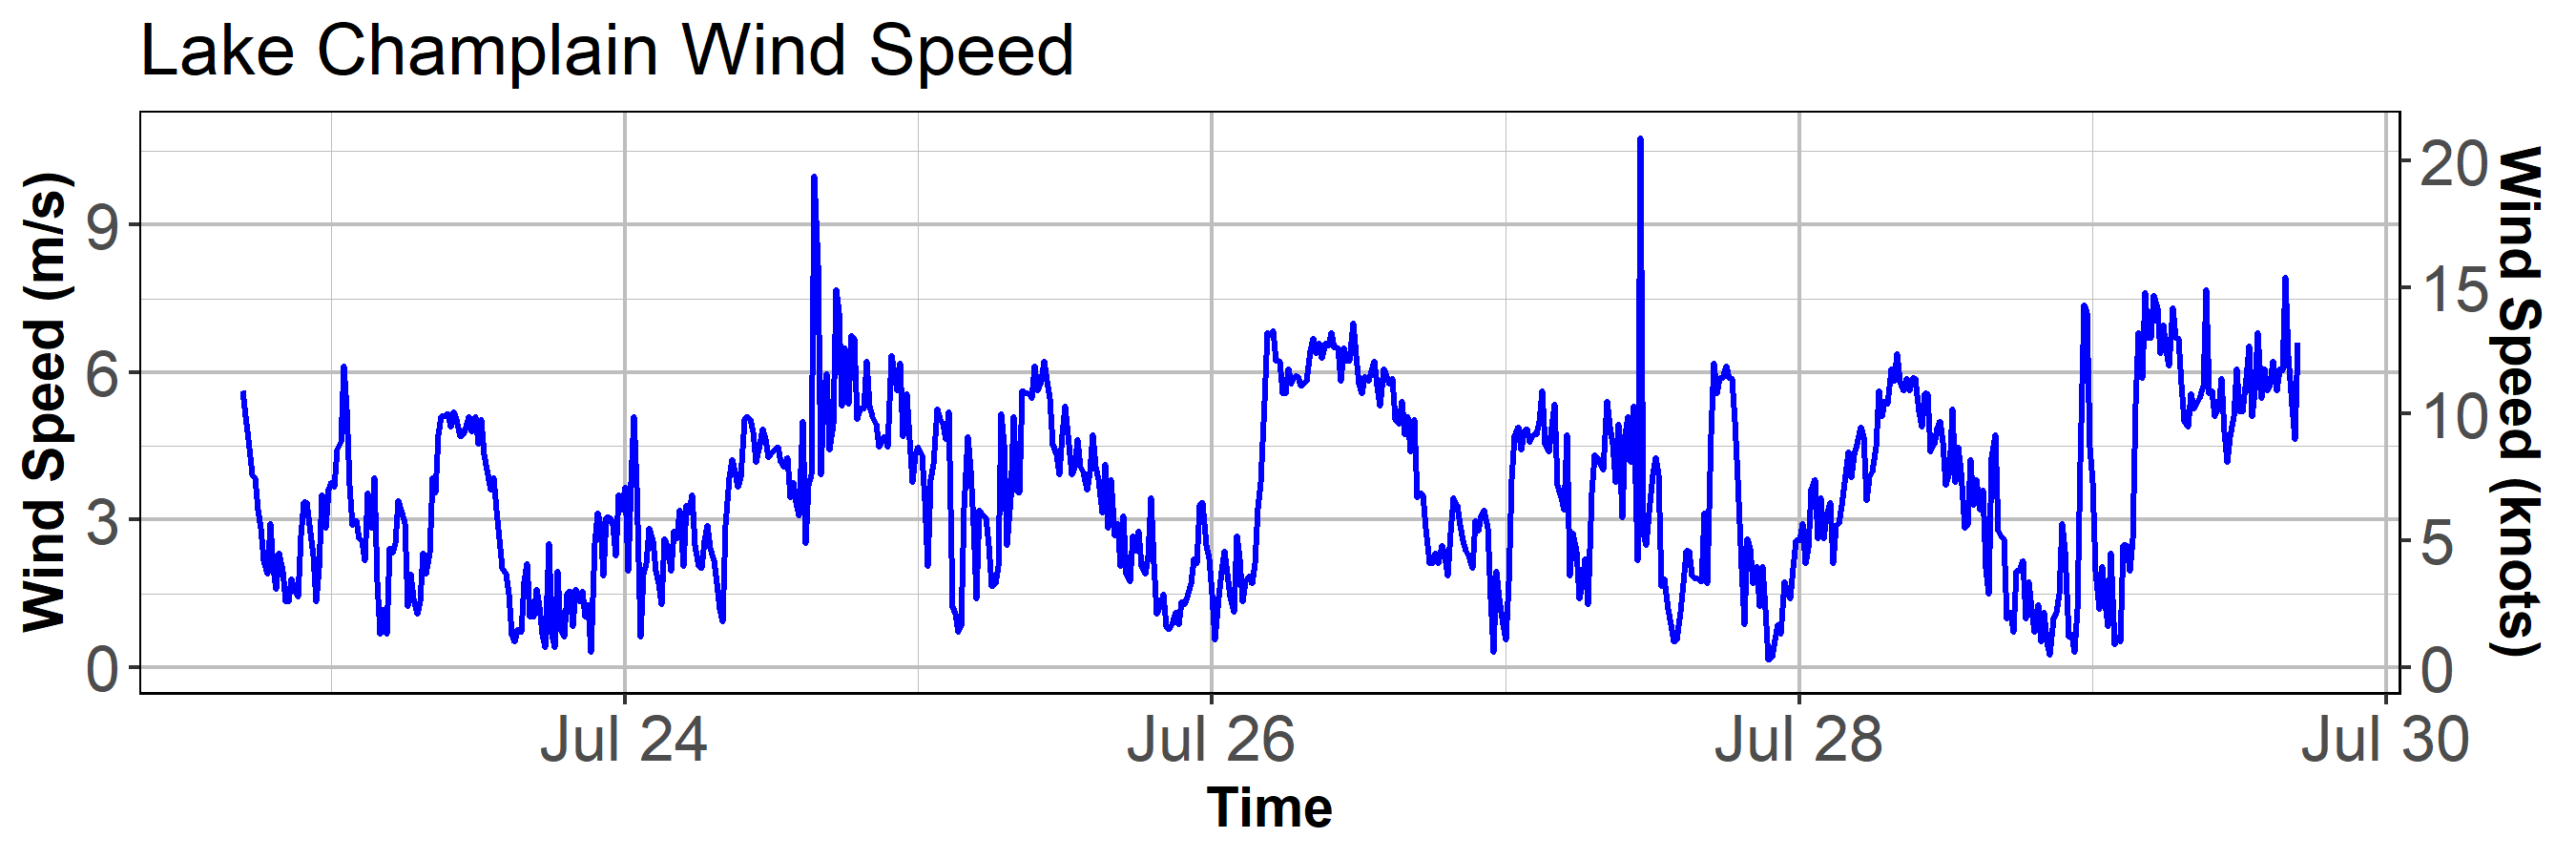 Lake Champlain Wind Speed
Wind Speed (m/s)
9
6
3
0
20
15
10
5
0
Wind Speed (knots)
Jul 24
Jul 26
Jul 28
Jul 30
Time